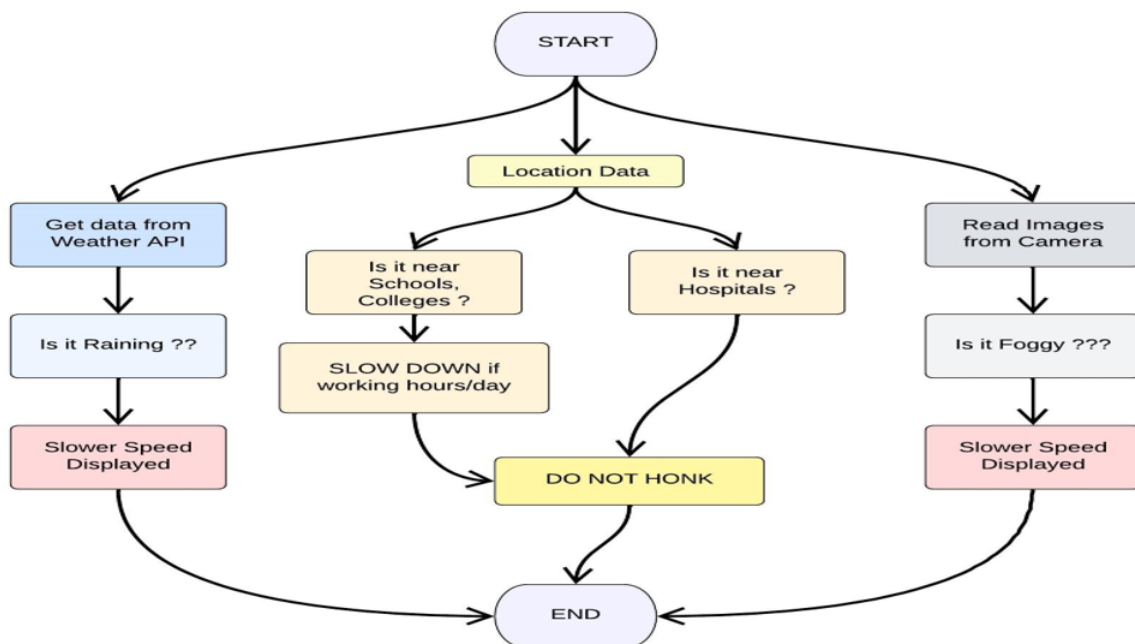 START
Location Data
Get data from
Weather API
Read Images
from Camera
Is it near
Schools,
Colleges ?
Is it near
Hospitals ?
Is it Raining ??
Is it Foggy ???
SLOW DOWN if
working hours/day
Slower Speed
Displayed
DO NOT HONK
Slower Speed
Displayed
END